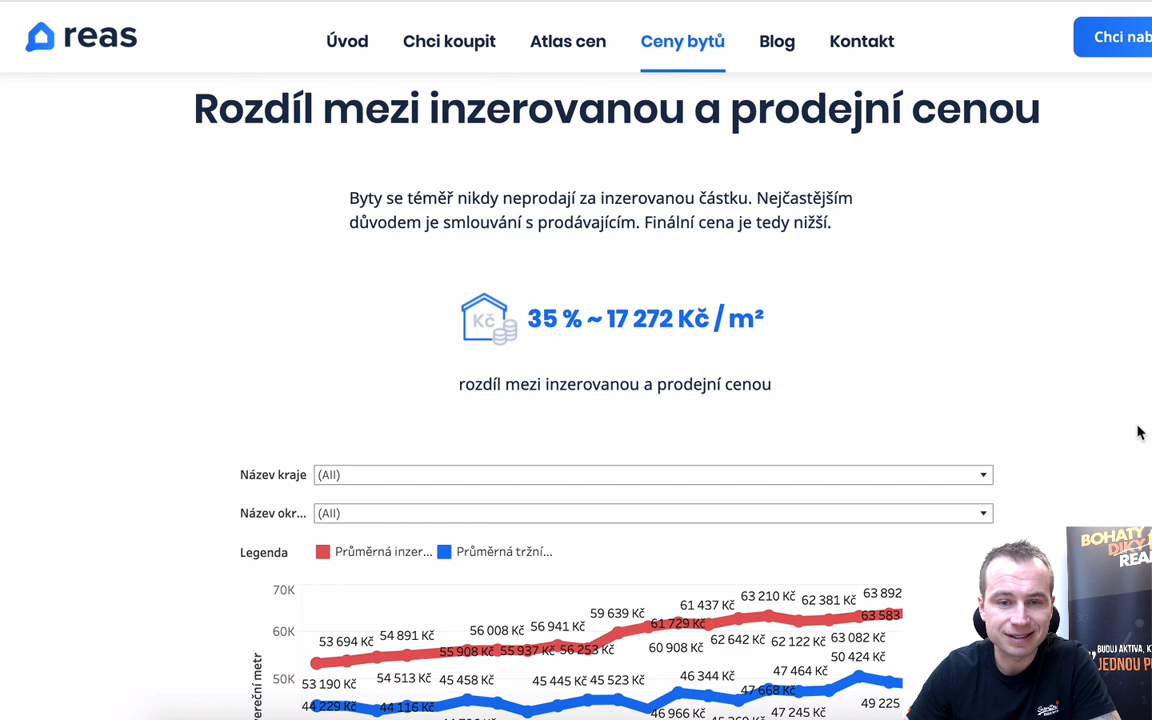 reas
Úvod
Chci koupit
Atlas cen
Ceny bytů
Blog
Kontakt
Chci nab
Rozdíl mezi inzerovanou a prodejní cenou
Byty se téměř nikdy neprodají za inzerovanou částku. Nejčastějším
důvodem je smlouvání s prodávajícím. Finální cena je tedy nižší.
Kč
35 % ~ 17 272 Kč / m²
rozdíl mezi inzerovanou a prodejní cenou
Název kraje
(All)
Název okr...
(All)
Legenda
Průměrná inzer...
Průměrná tržní...
70K
60K
50K
vereční metr
53 694 Kč
54 891 Kč
56 008 Kč
56 941 Kč
59 639 Kč
61 437 Kč
63 210 Kč
62 381 Kč
63 892
61 729 Kč
63 583
55 908 Kč
55 937 Kč
56 253 Kč
60 908 Kč
62 642 Kč
62 122 Kč
63 082 Kč
53 190 Kč
54 513 Kč
45 458 Kč
45 445 Kč
45 523 Kč
46 344 Kč
47 464 Kč
50 424 Kč
47 668 Kč
44 229 Kč
44 116 Kč
46 966 Kč
47 245 Kč
49 225
BOHATÝ
DÍKY
REA
BUDUJ AKTIVA, K
JEDNOU P